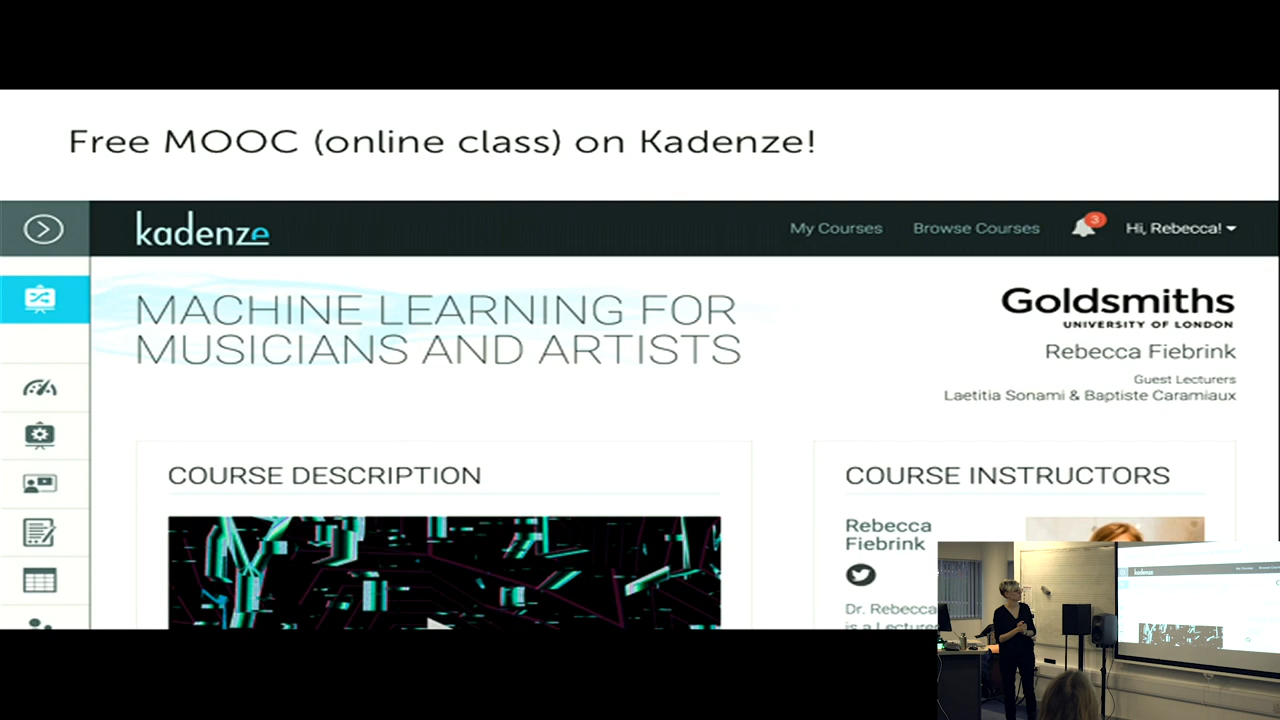 Free MOOC (online class) on Kadenze!
kadenze
My Courses
Browse Courses
3
Hi, Rebecca!
MACHINE LEARNING FOR
MUSICIANS AND ARTISTS
Goldsmiths
UNIVERSITY OF LONDON
Rebecca Fiebrink
Guest Lecturers
Laetitia Sonami & Baptiste Caramiaux
COURSE DESCRIPTION
COURSE INSTRUCTORS
Rebecca
Fiebrink
Dr. Rebecca
is a Lecture
kadenze